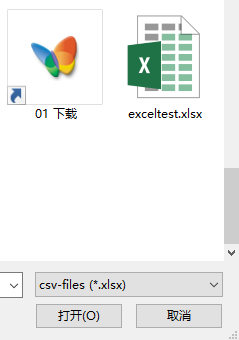 01 下载
exceltest.xlsx
csv-files (*.xlsx)
打开(O)
取消